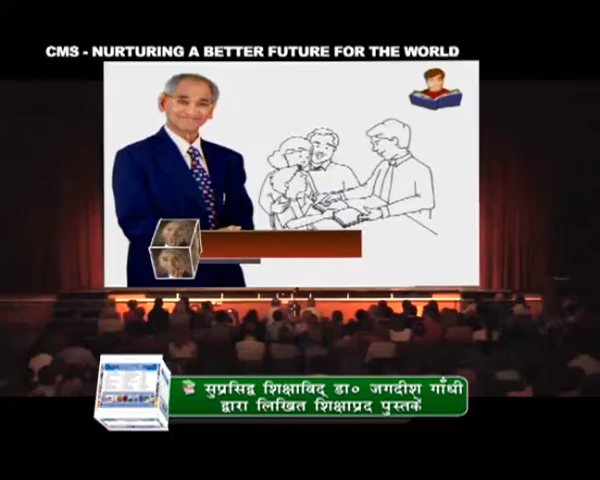 CMS - NURTURING A BETTER FUTURE FOR THE WORLD
सुप्रसिद्ध शिक्षाविद् डा० जगदीश गाँधी
द्वारा लिखित शिक्षाप्रद पुस्तकें